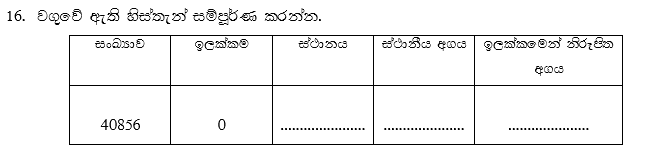 16. වගුවේ ඇති හිස්තැන් සම්පූර්ණ කරන්න.
සංඛ්‍යාව ඉලක්කම ස්ථානය ස්ථානීය අගය ඉලක්කමෙන් නිරූපිත
අගය
40856 0 ...................... ..................... .....................